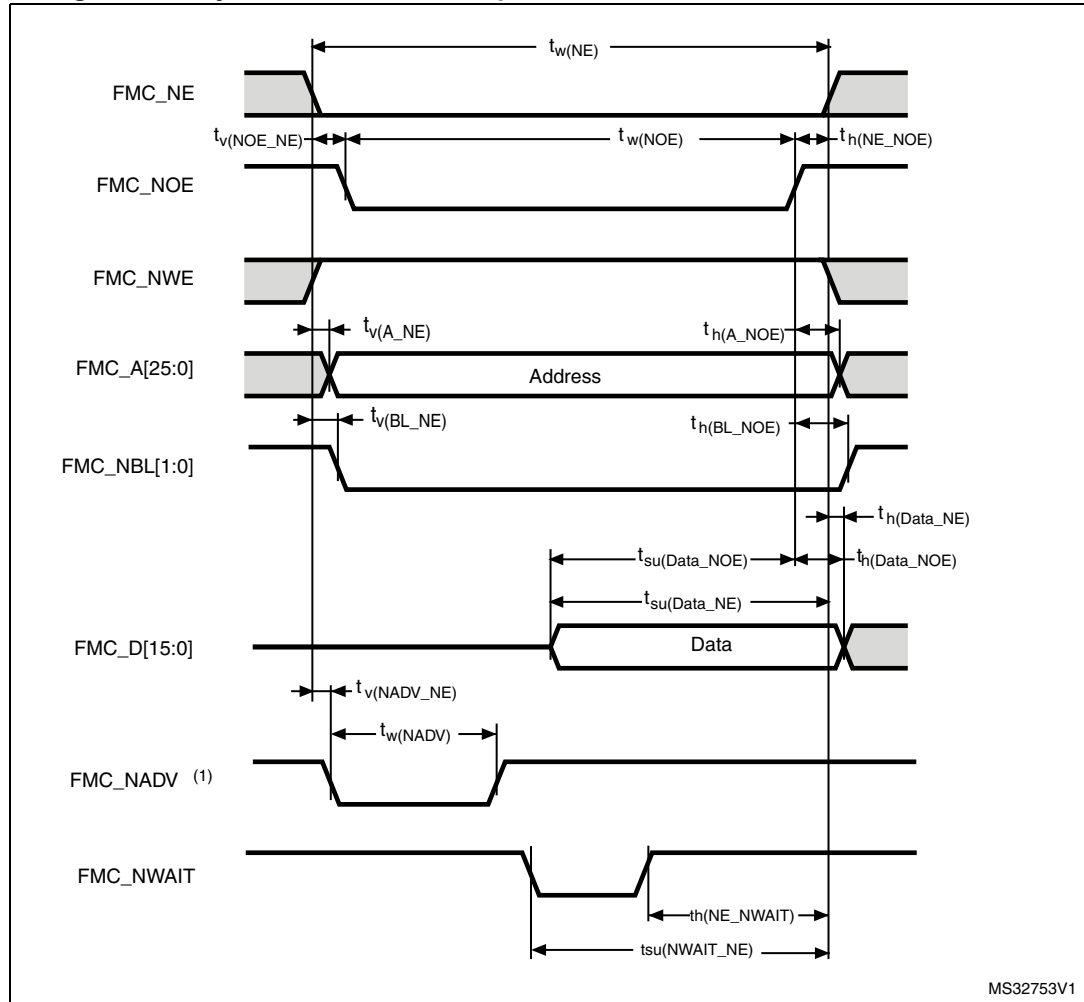 tw(NE)
FMC_NE
tv(NOE_NE)
tw(NOE)
th(NE_NOE)
FMC_NOE
FMC_NWE
tv(A_NE)
th(A_NOE)
FMC_A[25:0]
Address
tv(BL_NE)
th(BL_NOE)
FMC_NBL[1:0]
th(Data_NE)
tsu(Data_NOE)
th(Data_NOE)
tsu(Data_NE)
FMC_D[15:0]
Data
tv(NADV_NE)
tw(NADV)
FMC_NADV (1)
FMC_NWAIT
th(NE_NWAIT)
tsu(NWAIT_NE)
MS32753V1